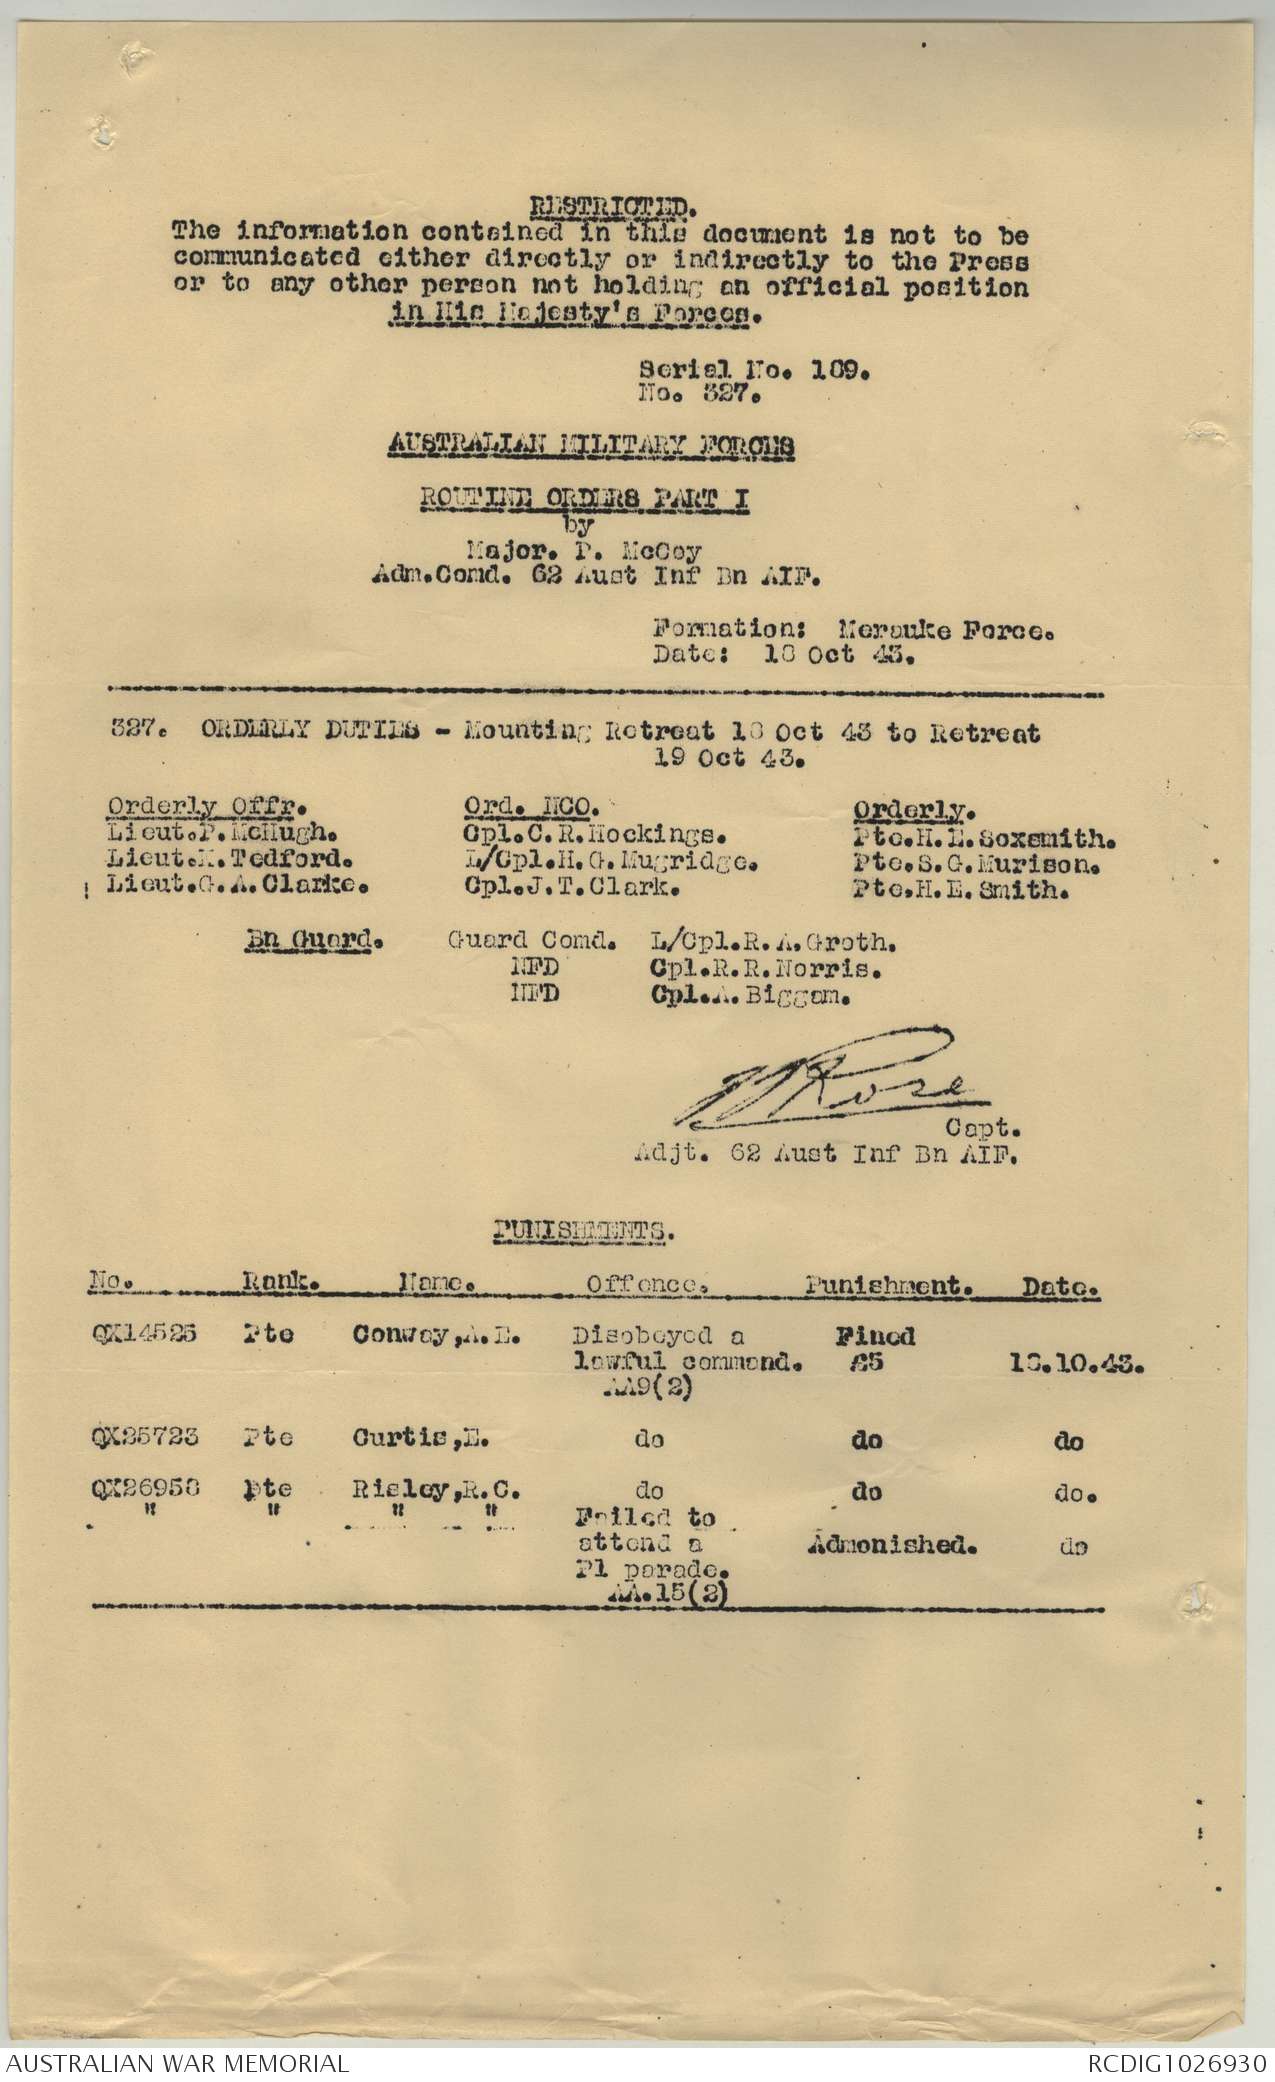 RESTRICTED.
The information contained in this document is not to be
communicated either directly or indirectly to the Press
or to any other person not holding an official position
in His Majesty's Forces.
Serial No. 189.
No. 327.
AUSTRALIAN MILITARY FORCES
ROUTINE ORDERS PART I
by
Major. P. McCoy
Adm.Comd. 62 Aust Inf Bn AIF.
Formation: Merauke Force.
Date: 18 Oct 43.
327. ORDERLY DUTIES - Mounting Retreat 18 Oct 43 to Retreat
19 Oct 43.
Orderly Offr. Ord. NCO. Orderly.
Lieut.P.McHugh. Cpl.C.R.Hockings. Pte.H.E.Soxsmith.
Lieut.K.Tedford. L/Cpl.H.G.Mugridge. Pte.S.G.Murison.
Lieut.G.A.Clarke. Cpl.J.T.Clark. Pte.H.E.Smith.
Bn Guard. Guard Comd. L/Cpl.R.A.Groth.
NFD Cpl.R.R.Norris.
NFD Cpl.A.Biggam.
Rose
Capt.
Adjt. 62 Aust Inf Bn AIF.
PUNISHMENTS.
No. Rank. Name. Offence. Punishment. Date.
QX14525 Pte Conway,A.E. Disobeyed a Fined
lawful command. £5 18.10.43.
AA9(2)
QX25723 Pte Curtis,E. do do do
QX26958 pte Risley,R.C. do do do.
" " " " Failed to
attend a Admonished. do
Pl parade.
AA.15(2)
AUSTRALIAN WAR MEMORIAL RCDIG1026930